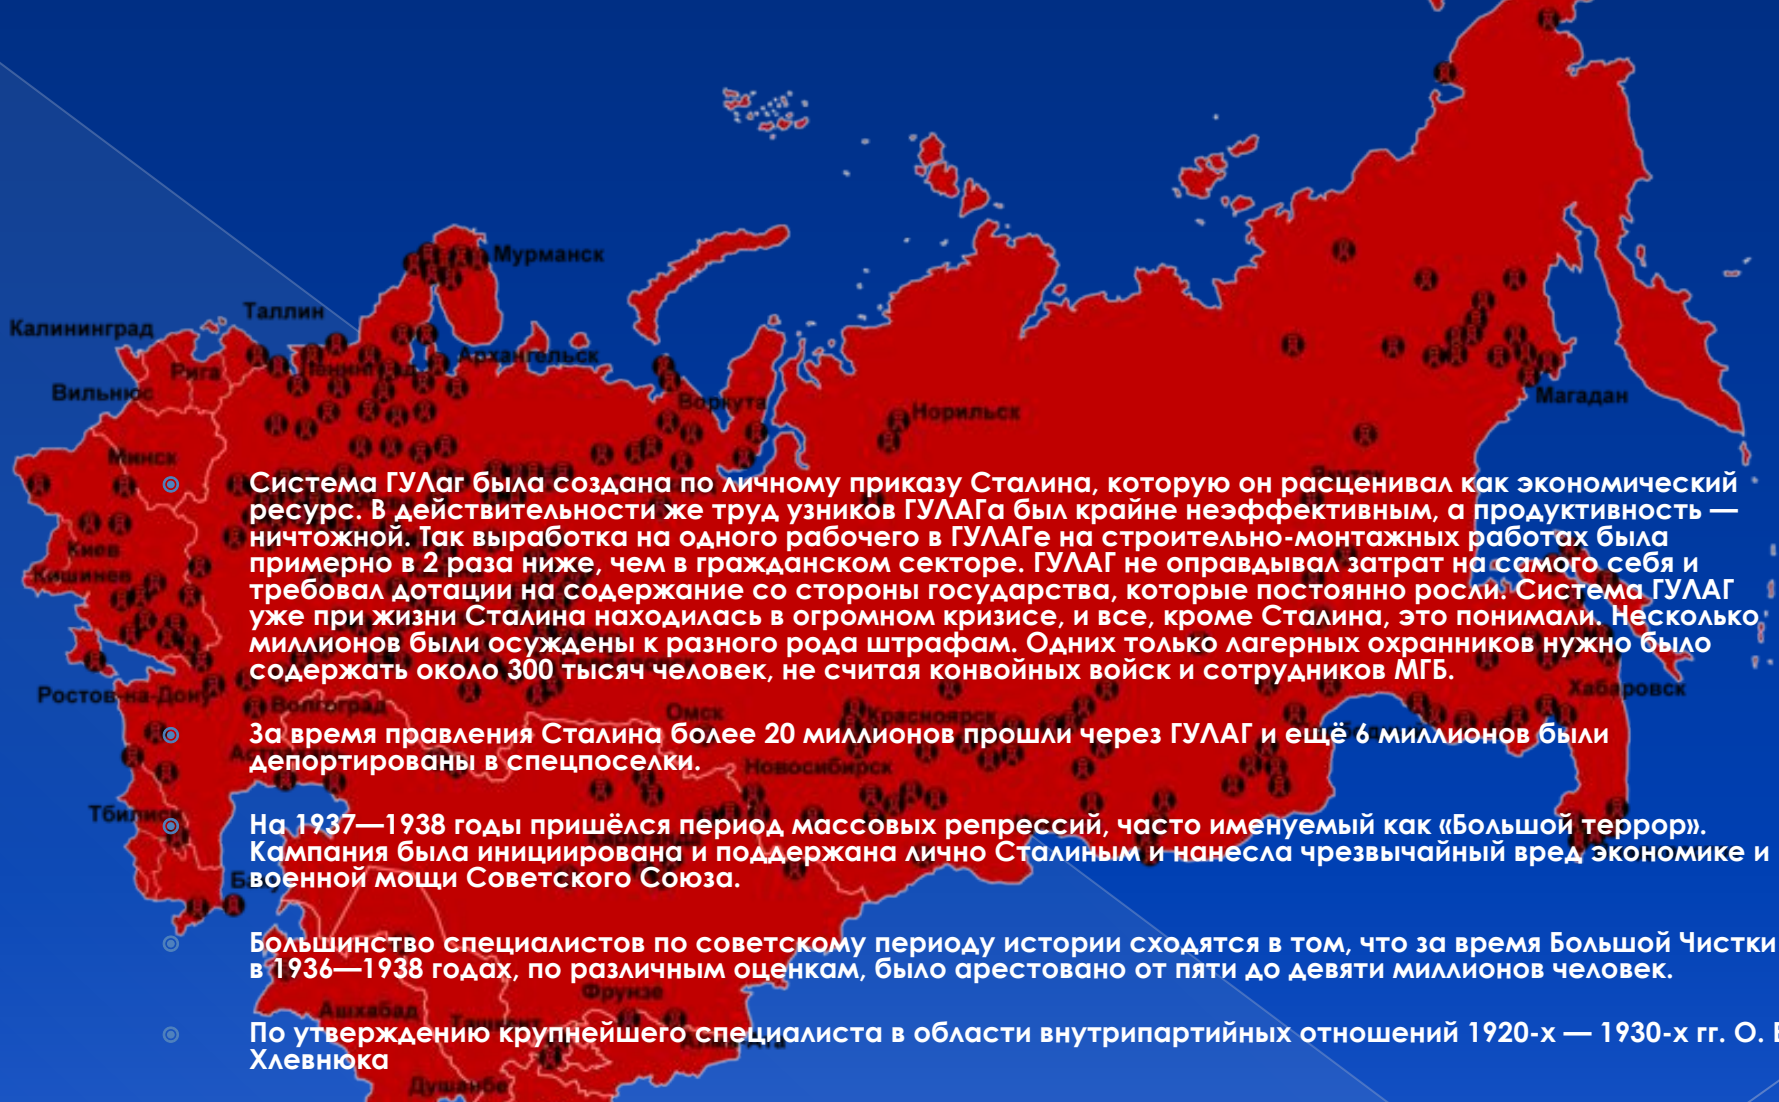 Мурманск
Таллин
Калининград
Архангельск
Рига
Ленинград
Вильнюс
Воркута
Норильск
Магадан
Минск
Якутск
Система ГУЛаг была создана по личному приказу Сталина, которую он расценивал как экономический
ресурс. В действительности же труд узников ГУЛАГа был крайне неэффективным, а продуктивность —
ничтожной. Так выработка на одного рабочего в ГУЛАГе на строительно-монтажных работах была
примерно в 2 раза ниже, чем в гражданском секторе. ГУЛАГ не оправдывал затрат на самого себя и
требовал дотации на содержание со стороны государства, которые постоянно росли. Система ГУЛАГ
уже при жизни Сталина находилась в огромном кризисе, и все, кроме Сталина, это понимали. Несколько
миллионов были осуждены к разного рода штрафам. Одних только лагерных охранников нужно было
содержать около 300 тысяч человек, не считая конвойных войск и сотрудников МГБ.
Киев
Кишинев
Ростов-на-Дону
Волгоград
Омск
Красноярск
Хабаровск
За время правления Сталина более 20 миллионов прошли через ГУЛАГ и ещё 6 миллионов были
депортированы в спецпоселки.
Новосибирск
Тбилиси
На 1937—1938 годы пришёлся период массовых репрессий, часто именуемый как «Большой террор».
Кампания была инициирована и поддержана лично Сталиным и нанесла чрезвычайный вред экономике и
военной мощи Советского Союза.
Караганда
Большинство специалистов по советскому периоду истории сходятся в том, что за время Большой Чистки
в 1936—1938 годах, по различным оценкам, было арестовано от пяти до девяти миллионов человек.
Фрунзе
Ашхабад
Ташкент
По утверждению крупнейшего специалиста в области внутрипартийных отношений 1920-х — 1930-х гг. О.
Хлевнюка
Душанбе